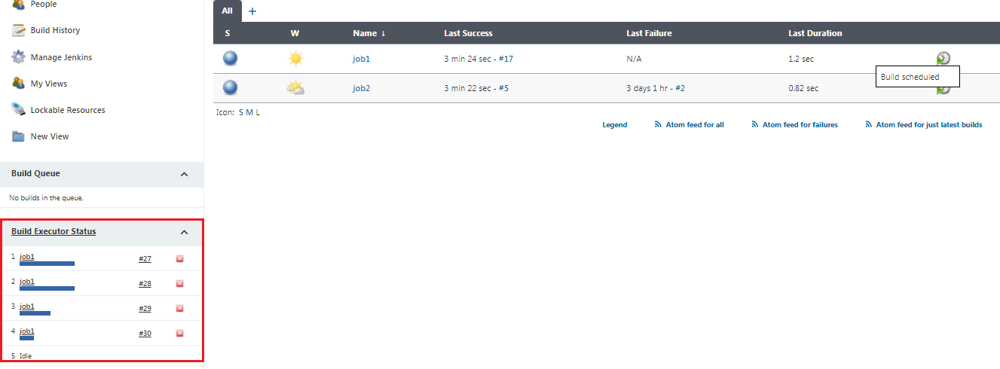 People
Build History
Manage Jenkins
My Views
Lockable Resources
New View
Build Queue
No builds in the queue.
Build Executor Status
1 job1 #27
2 job1 #28
3 job1 #29
4 job1 #30
5 Idle
All +
S W Name ↓ Last Success Last Failure Last Duration
job1 3 min 24 sec - #17 N/A 1.2 sec
Build scheduled
job2 3 min 22 sec - #5 3 days 1 hr - #2 0.82 sec
Icon: S M L
Legend Atom feed for all Atom feed for failures Atom feed for just latest builds